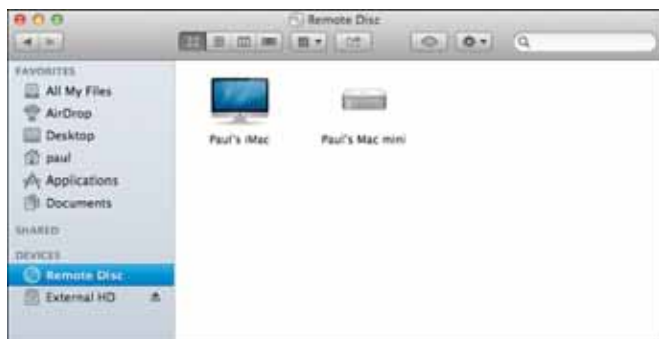 Remote Disc
FAVORITES
All My Files
AirDrop
Desktop
paul
Applications
Documents
SHARED
DEVICES
Remote Disc
External HD
Paul's iMac
Paul's Mac mini